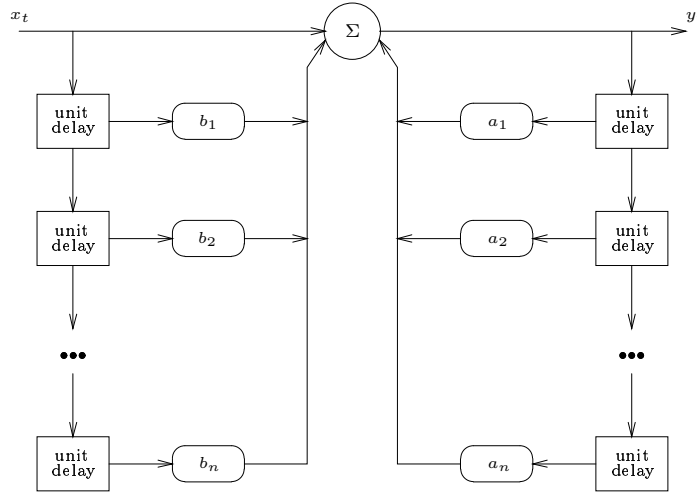 x_t
Σ
y
unit
delay
b_1
a_1
unit
delay
unit
delay
b_2
a_2
unit
delay
•••
•••
unit
delay
b_n
a_n
unit
delay